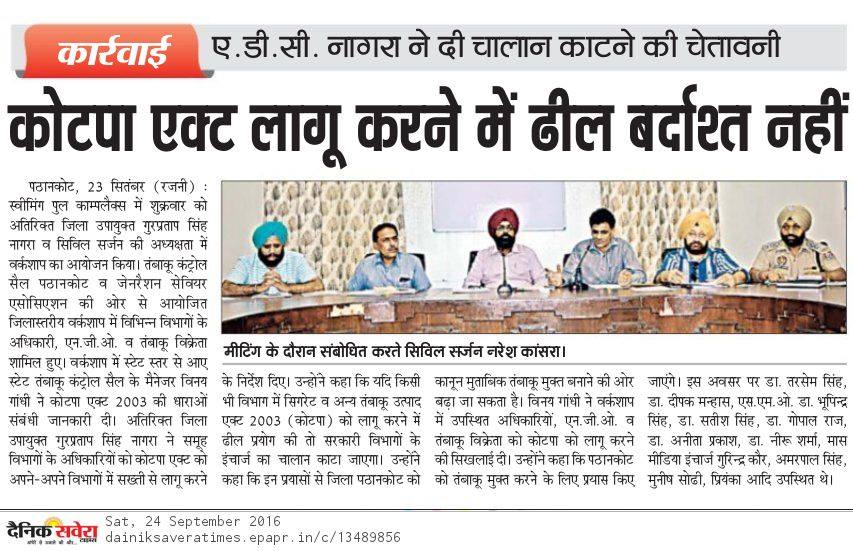 कार्रवाई
ए.डी.सी. नागरा ने दी चालान काटने की चेतावनी
कोटपा एक्ट लागू करने में ढील बर्दाश्त नहीं
पठानकोट, 23 सितंबर (रजनी) :
स्वीमिंग पुल काम्पलैक्स में शुक्रवार को
अतिरिक्त जिला उपायुक्त गुरप्रताप सिंह
नागरा व सिविल सर्जन की अध्यक्षता में
वर्कशाप का आयोजन किया। तंबाकू कंट्रोल
सैल पठानकोट व जेनरैशन सेवियर
एसोसिएशन की ओर से आयोजित
जिलास्तरीय वर्कशाप में विभिन्न विभागों के
अधिकारी, एन.जी.ओ. व तंबाकू विक्रेता
शामिल हुए। वर्कशाप में स्टेट स्तर से आए
स्टेट तंबाकू कंट्रोल सैल के मैनेजर विनय
गांधी ने कोटपा एक्ट 2003 की धाराओं
संबंधी जानकारी दी। अतिरिक्त जिला
उपायुक्त गुरप्रताप सिंह नागरा ने समूह
विभागों के अधिकारियों को कोटपा एक्ट को
अपने-अपने विभागों में सख्ती से लागू करने
मीटिंग के दौरान संबोधित करते सिविल सर्जन नरेश कांसरा।
के निर्देश दिए। उन्होने कहा कि यदि किसी
भी विभाग में सिगरेट व अन्य तंबाकू उत्पाद
एक्ट 2003 (कोटपा) को लागू करने में
ढील प्रयोग की तो सरकारी विभागों के
इंचार्ज का चालान काटा जाएगा। उन्होंने
कहा कि इन प्रयासों से जिला पठानकोट को
कानून मुताबिक तंबाकू मुक्त बनाने की ओर
बढ़ा जा सकता है। विनय गांधी ने वर्कशाप
में उपस्थित अधिकारियों, एन.जी.ओ. व
तंबाकू विक्रेता को कोटपा को लागू करने
की सिखलाई दी। उन्होंने कहा कि पठानकोट
को तंबाकू मुक्त करने के लिए प्रयास किए
जाएंगे। इस अवसर पर डा. तरसेम सिंह,
डा. दीपक मन्हास, एस.एम.ओ. डा. भूपिन्द्र
सिंह, डा. सतीश सिंह, डा. गोपाल राज,
डा. अनीता प्रकाश, डा. नीरू शर्मा, मास
मीडिया इंचार्ज गुरिन्द्र कौर, अमरपाल सिंह,
मुनीष सोढी, प्रियंका आदि उपस्थित थे।
दैनिक सवेरा
टाइम्स
Sat, 24 September 2016
dainiksaveratimes.epapr.in/c/13489856